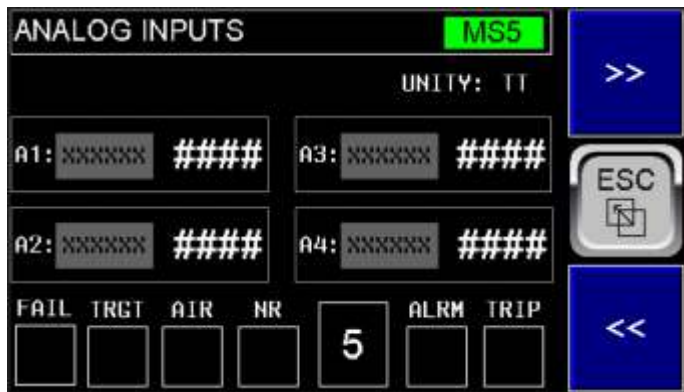 ANALOG INPUTS MS5 >>
UNITY: TT
A1: XXXXXX #### A3: XXXXXX ####
ESC
A2: XXXXXX #### A4: XXXXXX ####
FAIL TRGT AIR NR 5 ALRM TRIP
<<